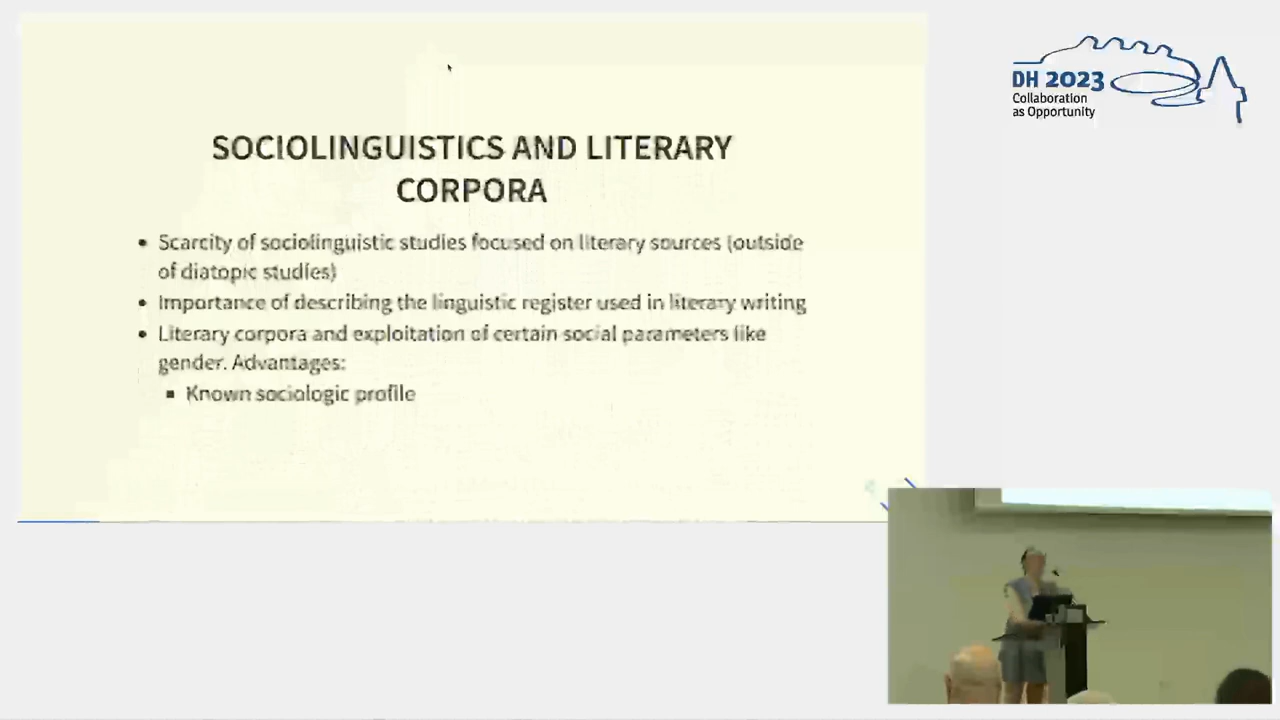 SOCIOLINGUISTICS AND LITERARY
CORPORA
• Scarcity of sociolinguistic studies focused on literary sources (outside
of diatopic studies)
• Importance of describing the linguistic register used in literary writing
• Literary corpora and exploitation of certain social parameters like
gender. Advantages:
▪ Known sociologic profile
DH 2023
Collaboration
as Opportunity